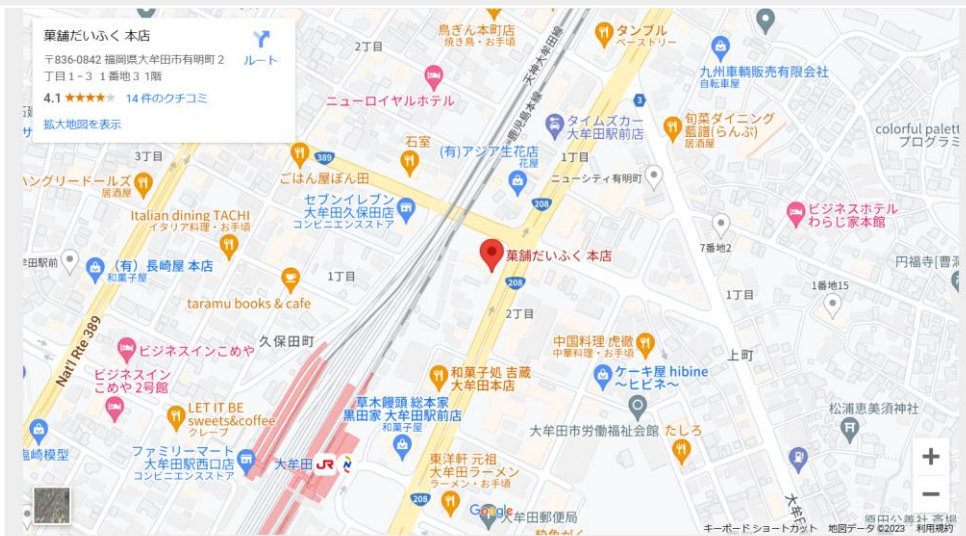 菓舗だいふく 本店
〒836-0842 福岡県大牟田市有明町2
丁目1-3 1番地3 1階
4.1
14 件のクチコミ
拡大地図を表示
ルート
2丁目
鳥ぎん本町店
焼き鳥・お手頃
タンブル
ペーストリー
九州車輌販売有限会社
自転車屋
ニューロイヤルホテル
天神大牟田線
鹿児島本線
3
タイムズカー
大牟田駅前店
旬菜ダイニング
藍譜(らんぷ)
居酒屋
colorful palett
プログラミ
3丁目
389
石室
(有)アジア生花店
花屋
1丁目
ハングリードールズ
居酒屋
ごはん屋ぽん田
ニューシティ有明町
セブンイレブン
大牟田久保田店
コンビニエンスストア
208
Italian dining TACHI
イタリア料理・お手頃
ビジネスホテル
わらじ家本館
7番地2
菓舗だいふく 本店
(有) 長崎屋 本店
和菓子屋
1丁目
208
1丁目
1番地15
taramu books & cafe
2丁目
Nat'l Rte 389
久保田町
中国料理 虎徹
中華料理・お手頃
上町
ビジネスインこめや
和菓子処 吉蔵
大牟田本店
ケーキ屋 hibine
~ヒビネ~
ビジネスイン
こめや 2号館
草木饅頭 総本家
黒田家 大牟田駅前店
和菓子屋
LET IT BE
sweets&coffee
クレープ
松浦恵美須神社
大牟田市労働福祉会館
たしろ
ファミリーマート
大牟田駅西口店
コンビニエンスストア
大牟田
JR
東洋軒 元祖
大牟田ラーメン
ラーメン・お手頃
208
Google
大牟田郵便局
+
−
キーボード ショートカット
地図データ ©2023
利用規約